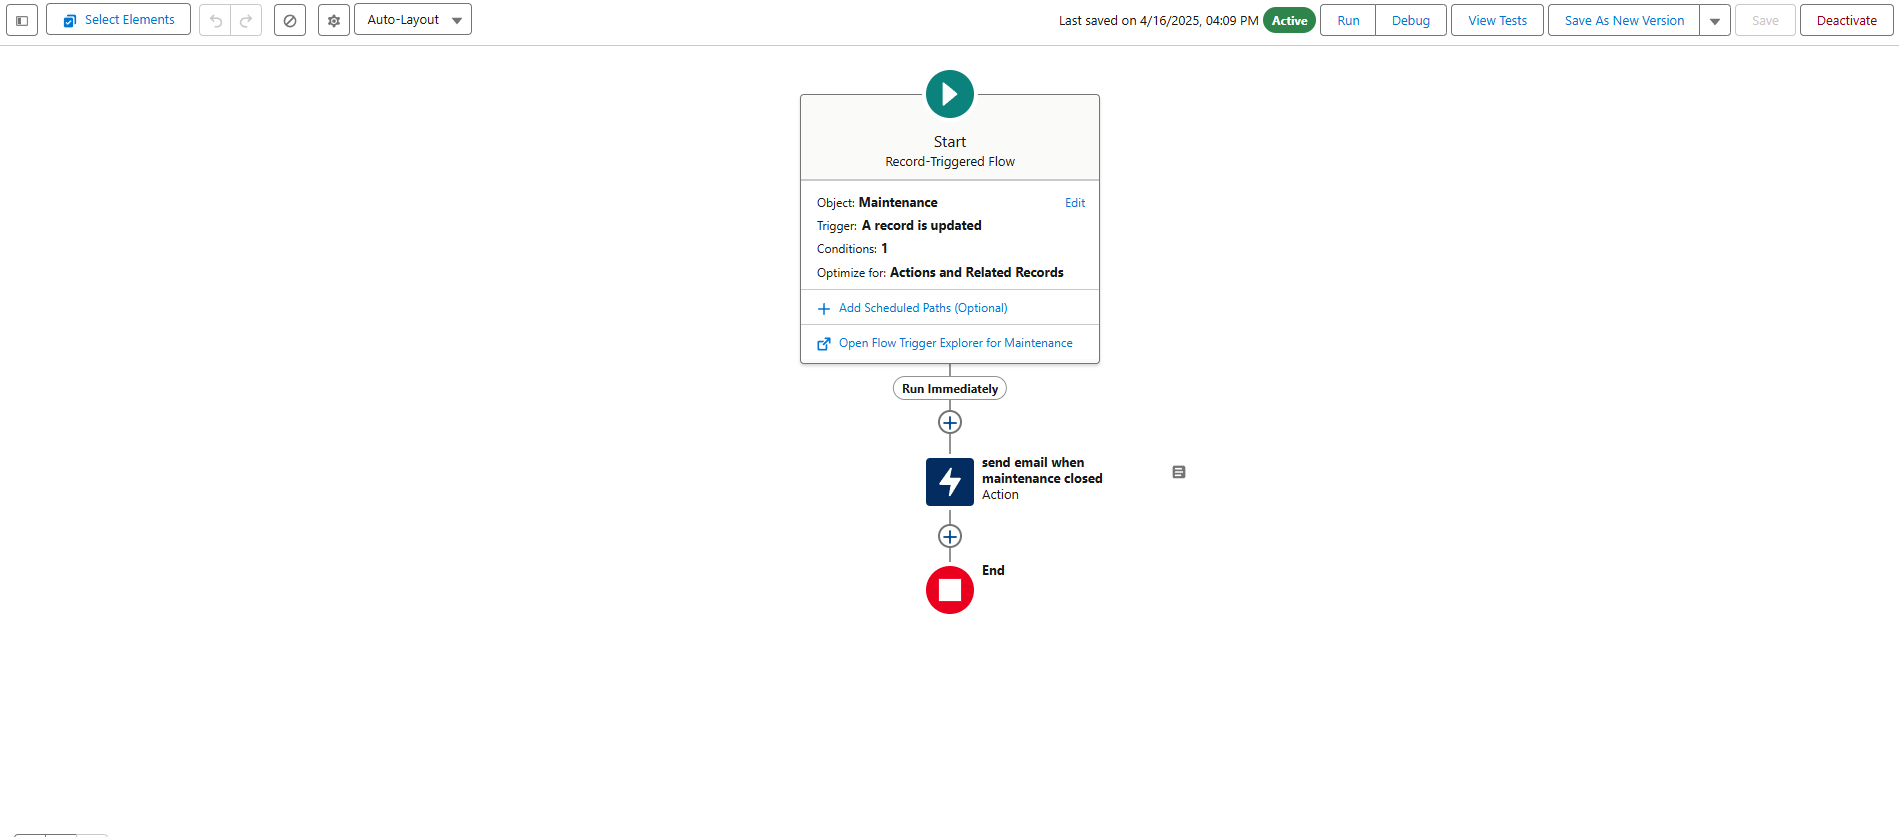 Select Elements
Auto-Layout
Last saved on 4/16/2025, 04:09 PM
Active
Run
Debug
View Tests
Save As New Version
Save
Deactivate
Start
Record-Triggered Flow
Object: Maintenance
Edit
Trigger: A record is updated
Conditions: 1
Optimize for: Actions and Related Records
Add Scheduled Paths (Optional)
Open Flow Trigger Explorer for Maintenance
Run Immediately
send email when
maintenance closed
Action
End